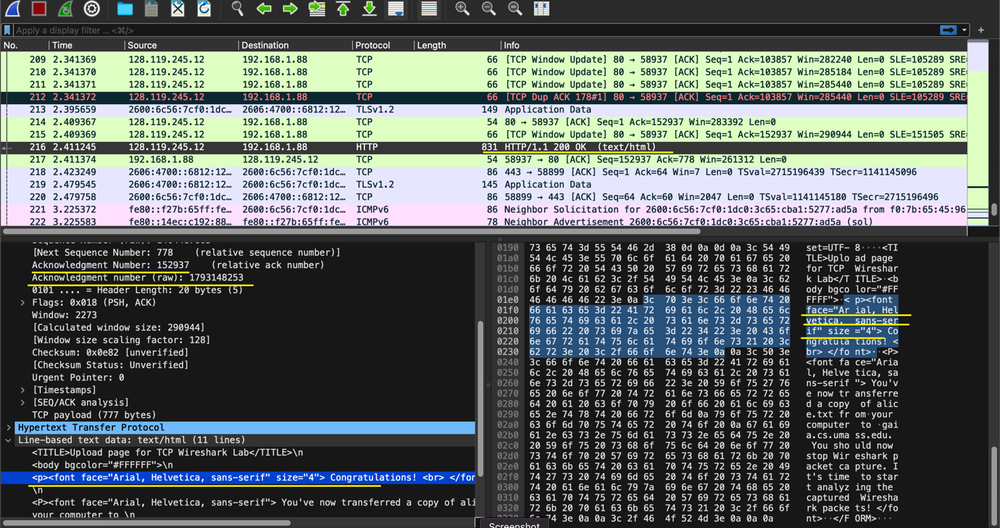 Apply a display filter ... <⌘/>
No. Time Source Destination Protocol Length Info
209 2.341369 128.119.245.12 192.168.1.88 TCP 66 [TCP Window Update] 80 → 58937 [ACK] Seq=1 Ack=103857 Win=282240 Len=0 SLE=105289 SRE=
210 2.341370 128.119.245.12 192.168.1.88 TCP 66 [TCP Window Update] 80 → 58937 [ACK] Seq=1 Ack=103857 Win=285184 Len=0 SLE=105289 SRE=
211 2.341371 128.119.245.12 192.168.1.88 TCP 66 [TCP Window Update] 80 → 58937 [ACK] Seq=1 Ack=103857 Win=285440 Len=0 SLE=105289 SRE=
212 2.341372 128.119.245.12 192.168.1.88 TCP 66 [TCP Dup ACK 178#1] 80 → 58937 [ACK] Seq=1 Ack=103857 Win=285440 Len=0 SLE=105289 SRE=
213 2.395659 2600:6c56:7cf0:1dc… 2606:4700::6812:12… TLSv1.2 149 Application Data
214 2.409367 128.119.245.12 192.168.1.88 TCP 54 80 → 58937 [ACK] Seq=1 Ack=152937 Win=283392 Len=0
215 2.409369 128.119.245.12 192.168.1.88 TCP 66 [TCP Window Update] 80 → 58937 [ACK] Seq=1 Ack=152937 Win=290944 Len=0 SLE=151505 SRE=
216 2.411245 128.119.245.12 192.168.1.88 HTTP 831 HTTP/1.1 200 OK (text/html)
217 2.411374 192.168.1.88 128.119.245.12 TCP 54 58937 → 80 [ACK] Seq=152937 Ack=778 Win=261312 Len=0
218 2.423249 2606:4700::6812:12… 2600:6c56:7cf0:1dc… TCP 86 443 → 58899 [ACK] Seq=1 Ack=64 Win=7 Len=0 TSval=2715196439 TSecr=1141145096
219 2.479545 2606:4700::6812:12… 2600:6c56:7cf0:1dc… TLSv1.2 145 Application Data
220 2.479758 2600:6c56:7cf0:1dc… 2606:4700::6812:12… TCP 86 58899 → 443 [ACK] Seq=64 Ack=60 Win=2047 Len=0 TSval=1141145180 TSecr=2715196496
221 3.225372 fe80::f27b:65ff:fe… 2600:6c56:7cf0:1dc… ICMPv6 86 Neighbor Solicitation for 2600:6c56:7cf0:1dc0:3c65:cba1:5277:ad5a from f0:7b:65:45:96
222 3.225583 fe80::14ec:c192:88… fe80::f27b:65ff:fe… ICMPv6 78 Neighbor Advertisement 2600:6c56:7cf0:1dc0:3c65:cba1:5277:ad5a (sol)
[Next Sequence Number: 778 (relative sequence number)]
Acknowledgment Number: 152937 (relative ack number)
Acknowledgment number (raw): 1793148253
0101 .... = Header Length: 20 bytes (5)
Flags: 0x018 (PSH, ACK)
Window: 2273
[Calculated window size: 290944]
[Window size scaling factor: 128]
Checksum: 0x0e82 [unverified]
[Checksum Status: Unverified]
Urgent Pointer: 0
[Timestamps]
[SEQ/ACK analysis]
TCP payload (777 bytes)
Hypertext Transfer Protocol
Line-based text data: text/html (11 lines)
<TITLE>Upload page for TCP Wireshark Lab</TITLE>\n
<body bgcolor="#FFFFFF">\n
<p><font face="Arial, Helvetica, sans-serif" size="4"> Congratulations! <br> </fon
\n
<P><font face="Arial, Helvetica, sans-serif"> You've now transferred a copy of ali
your computer to \n
0190 73 65 74 3d 55 54 46 2d 38 0d 0a 0d 0a 3c 54 49 set=UTF- 8····<TI
01a0 54 4c 45 3e 55 70 6c 6f 61 64 20 70 61 67 65 20 TLE>Uplo ad page
01b0 66 6f 72 20 54 43 50 20 57 69 72 65 73 68 61 72 for TCP Wireshar
01c0 6b 20 4c 61 62 3c 2f 54 49 54 4c 45 3e 0a 3c 62 k Lab</T ITLE>·<b
01d0 6f 64 79 20 62 67 63 6f 6c 6f 72 3d 22 23 46 46 ody bgco lor="#FF
01e0 46 46 46 46 22 3e 0a 3c 70 3e 3c 66 6f 6e 74 20 FFFF">·< p><font
01f0 66 61 63 65 3d 22 41 72 69 61 6c 2c 20 48 65 6c face="Ar ial, Hel
0200 76 65 74 69 63 61 2c 20 73 61 6e 73 2d 73 65 72 vetica, sans-ser
0210 69 66 22 20 73 69 7a 65 3d 22 34 22 3e 20 43 6f if" size ="4"> Co
0220 6e 67 72 61 74 75 6c 61 74 69 6f 6e 73 21 20 3c ngratula tions! <
0230 62 72 3e 20 3c 2f 66 6f 6e 74 3e 0a 0a 3c 50 3e br> </fo nt>··<P>
0240 3c 66 6f 6e 74 20 66 61 63 65 3d 22 41 72 69 61 <font fa ce="Aria
0250 6c 2c 20 48 65 6c 76 65 74 69 63 61 2c 20 73 61 l, Helve tica, sa
0260 6e 73 2d 73 65 72 69 66 22 3e 20 59 6f 75 27 76 ns-serif "> You'v
0270 65 20 6e 6f 77 20 74 72 61 6e 73 66 65 72 72 65 e now tr ansferre
0280 64 20 61 20 63 6f 70 79 20 6f 66 20 61 6c 69 63 d a copy of alic
0290 65 2e 74 78 74 20 66 72 6f 6d 0a 79 6f 75 72 20 e.txt fr om·your
02a0 63 6f 6d 70 75 74 65 72 20 74 6f 20 0a 67 61 69 computer to ·gai
02b0 61 2e 63 73 2e 75 6d 61 73 73 2e 65 64 75 2e 20 a.cs.uma ss.edu.
02c0 20 59 6f 75 20 73 68 6f 75 6c 64 20 6e 6f 77 20 You sho uld now
02d0 73 74 6f 70 20 57 69 72 65 73 68 61 72 6b 20 70 stop Wir eshark p
02e0 61 63 6b 65 74 20 63 61 70 74 75 72 65 2e 20 49 acket ca pture. I
02f0 74 27 73 20 74 69 6d 65 20 74 6f 20 73 74 61 72 t's time to star
0300 74 20 61 6e 61 6c 79 7a 69 6e 67 20 74 68 65 20 t analyz ing the
0310 63 61 70 74 75 72 65 64 20 57 69 72 65 73 68 61 captured Wiresha
0320 72 6b 20 70 61 63 6b 65 74 73 21 20 3c 2f 66 6f rk packe ts! </fo
74 3e 0a 0a 3c 2f 46 4f 52 4d 3e 0a 0a 0a nt>··</F ORM>···
Screenshot